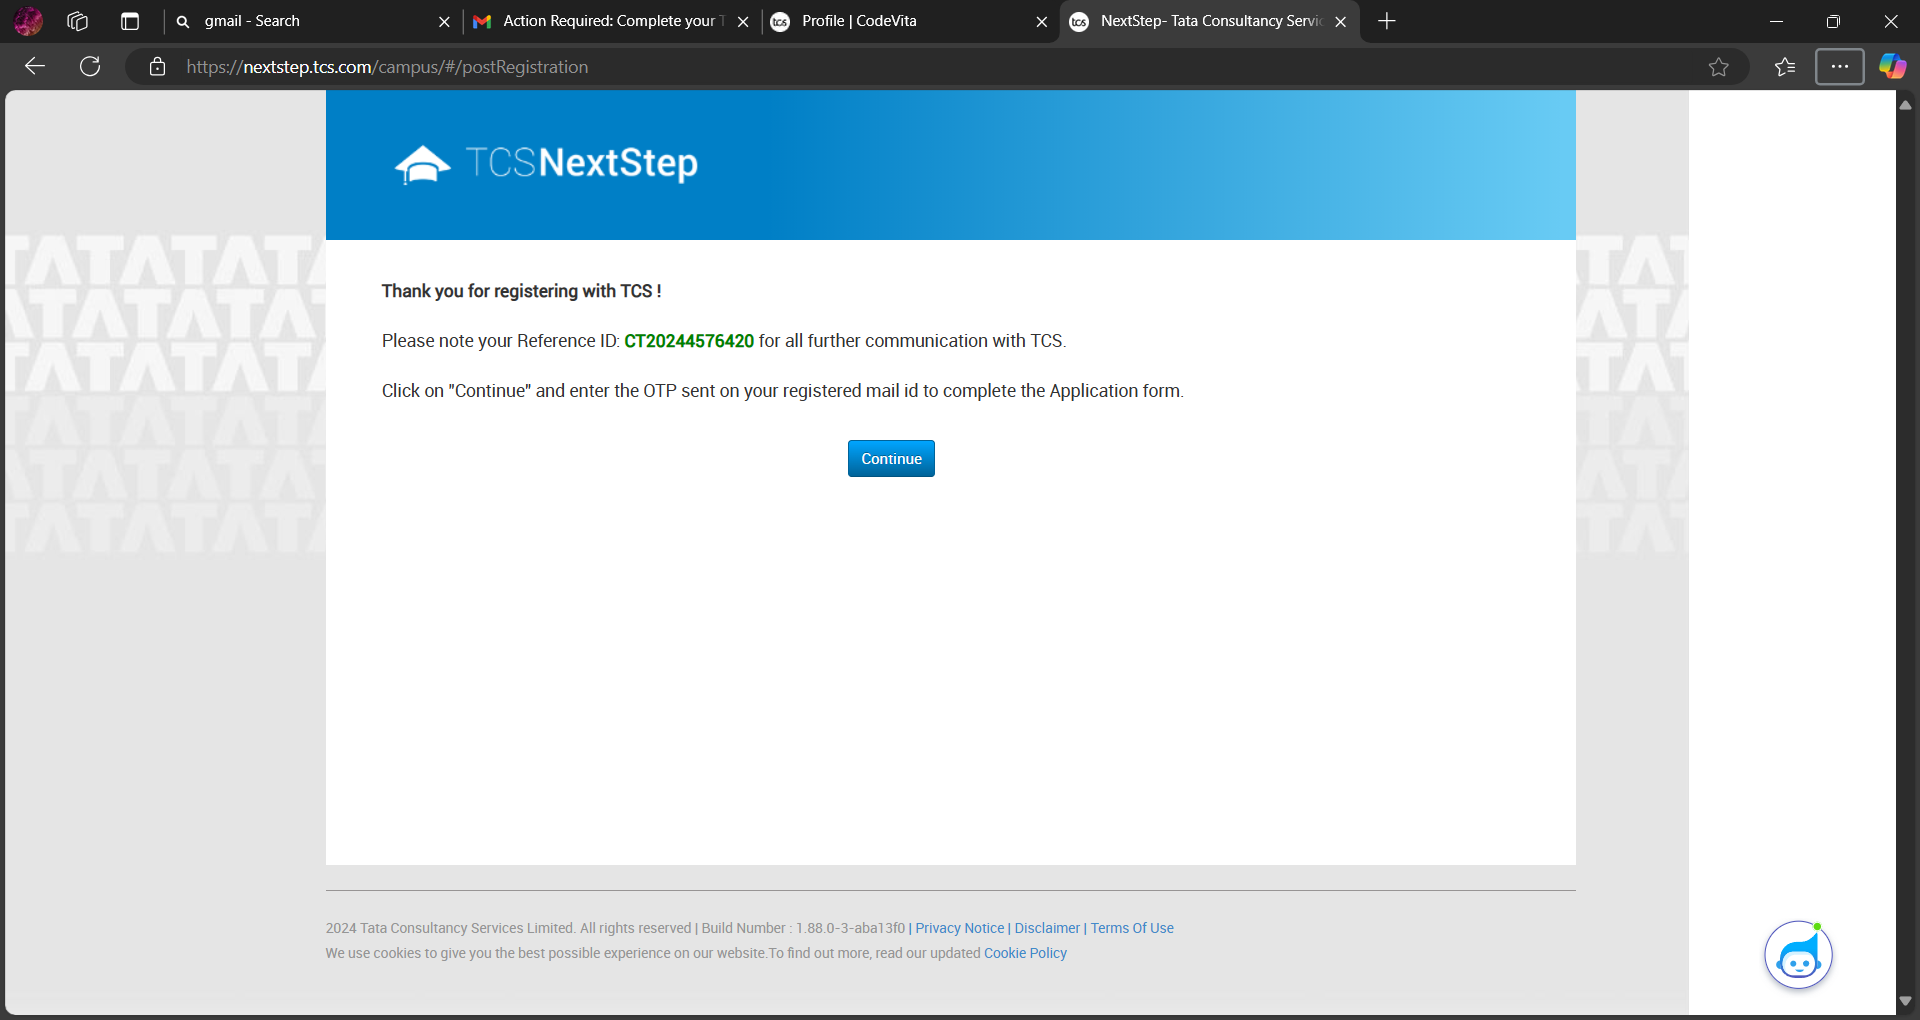 gmail - Search
Action Required: Complete your T
Profile | CodeVita
NextStep- Tata Consultancy Servic
https://nextstep.tcs.com/campus/#/postRegistration
TCSNextStep
Thank you for registering with TCS !
Please note your Reference ID: CT20244576420 for all further communication with TCS.
Click on "Continue" and enter the OTP sent on your registered mail id to complete the Application form.
Continue
2024 Tata Consultancy Services Limited. All rights reserved | Build Number : 1.88.0-3-aba13f0 | Privacy Notice | Disclaimer | Terms Of Use
We use cookies to give you the best possible experience on our website.To find out more, read our updated Cookie Policy